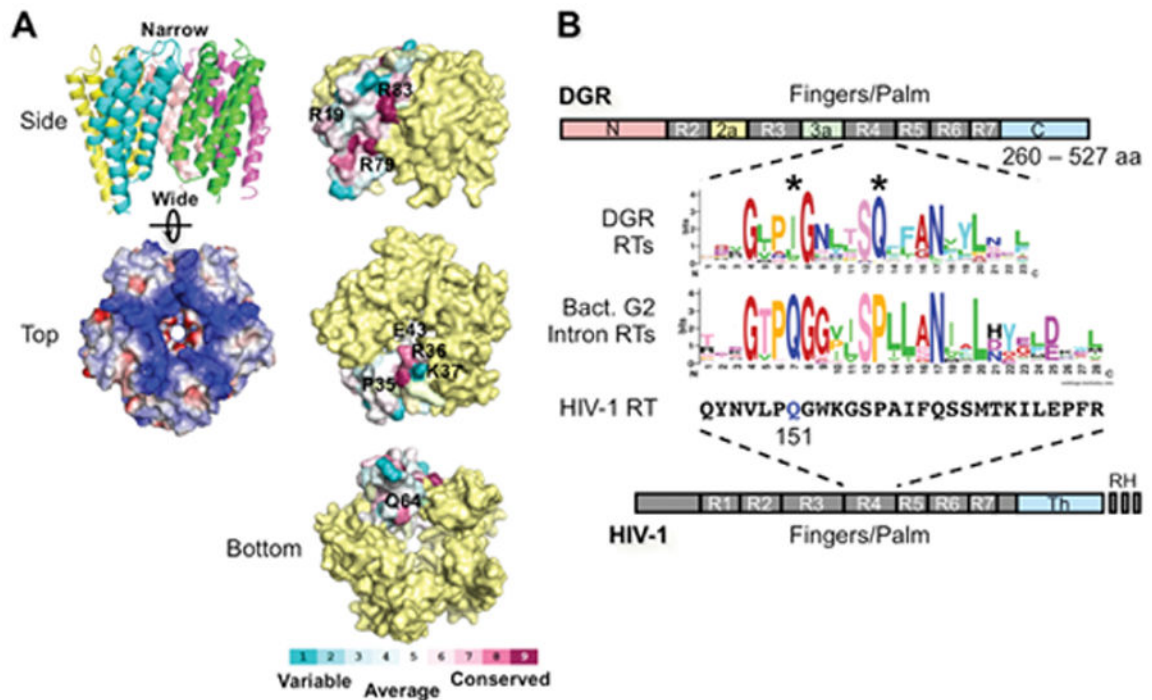 A
Narrow
Side
R83
R19
R79
Wide
Top
E43
R36
K37
P35
Q64
Bottom
1 2 3 4 5 6 7 8 9
Variable
Average
Conserved
B
DGR
Fingers/Palm
N R2 2a R3 3a R4 R5 R6 R7 C
260 – 527 aa
* *
DGR
RTs
bits
Bact. G2
Intron RTs
bits
HIV-1 RT
QYNVLPQGWKGSPAIFQSSMTKILEPFR
151
RH
R1 R2 R3 R4 R5 R6 R7 Th
HIV-1
Fingers/Palm